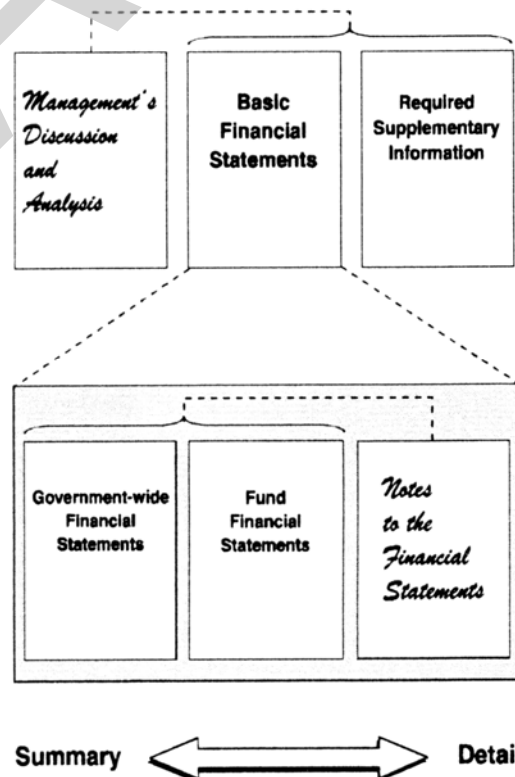 Management's
Discussion
and
Analysis
Basic
Financial
Statements
Required
Supplementary
Information
Government-wide
Financial
Statements
Fund
Financial
Statements
Notes
to the
Financial
Statements
Summary
Detai